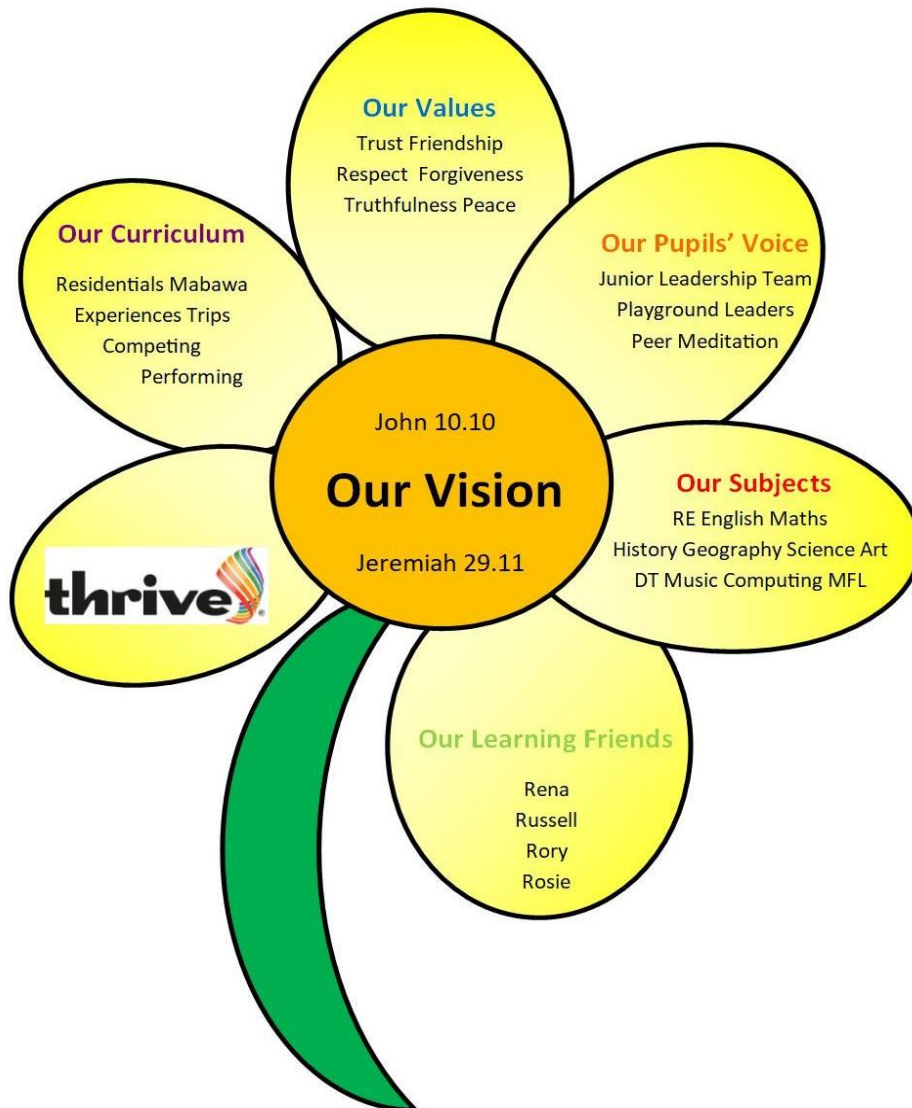 Our Values
Trust Friendship
Respect Forgiveness
Truthfulness Peace
Our Pupils' Voice
Junior Leadership Team
Playground Leaders
Peer Meditation
Our Subjects
RE English Maths
History Geography Science Art
DT Music Computing MFL
Our Learning Friends
Rena
Russell
Rory
Rosie
thrive®
Our Curriculum
Residentials Mabawa
Experiences Trips
Competing
Performing
John 10.10
Our Vision
Jeremiah 29.11